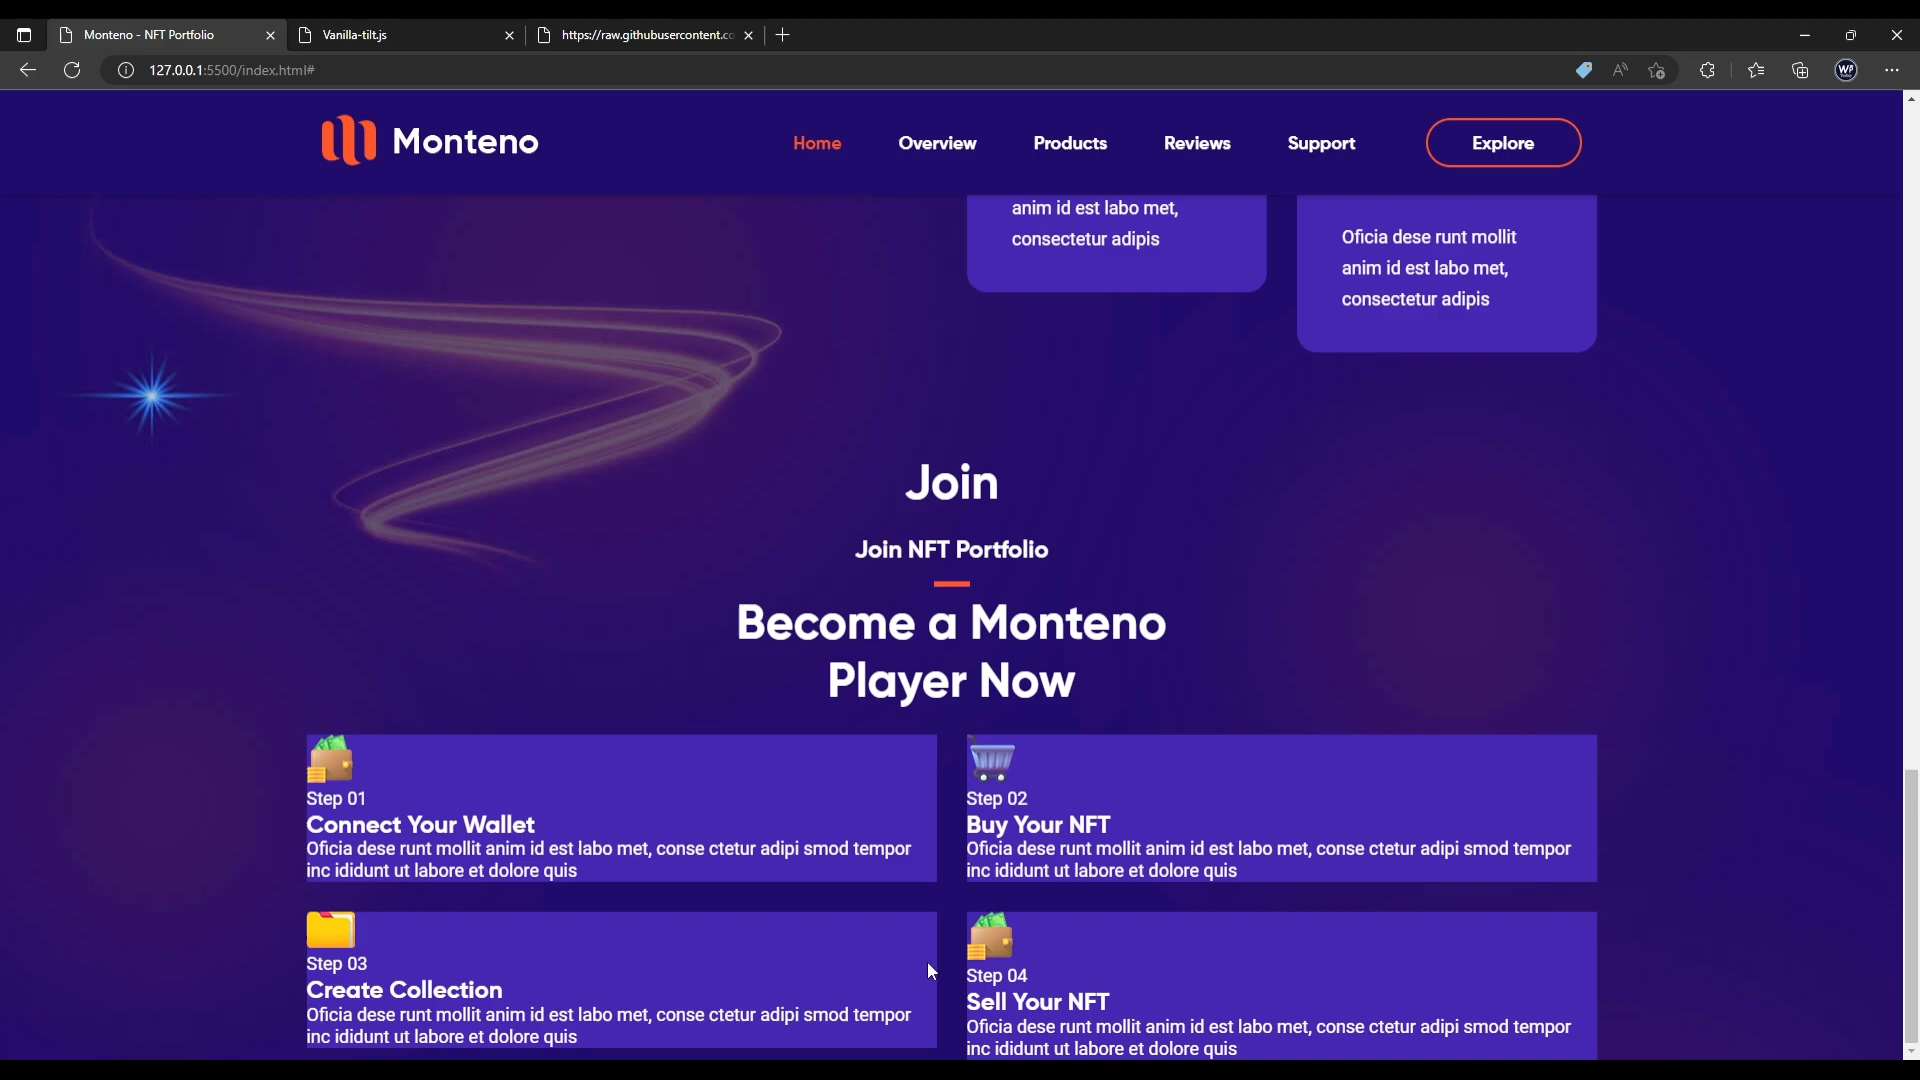 Monteno - NFT Portfolio
Vanilla-tilt.js
https://raw.githubusercontent.co
127.0.0.1:5500/index.html#
Monteno
Home
Overview
Products
Reviews
Support
Explore
anim id est labo met,
consectetur adipis
Oficia dese runt mollit
anim id est labo met,
consectetur adipis
Join
Join NFT Portfolio
Become a Monteno
Player Now
Step 01
Connect Your Wallet
Oficia dese runt mollit anim id est labo met, conse ctetur adipi smod tempor
inc ididunt ut labore et dolore quis
Step 02
Buy Your NFT
Oficia dese runt mollit anim id est labo met, conse ctetur adipi smod tempor
inc ididunt ut labore et dolore quis
Step 03
Create Collection
Oficia dese runt mollit anim id est labo met, conse ctetur adipi smod tempor
inc ididunt ut labore et dolore quis
Step 04
Sell Your NFT
Oficia dese runt mollit anim id est labo met, conse ctetur adipi smod tempor
inc ididunt ut labore et dolore quis